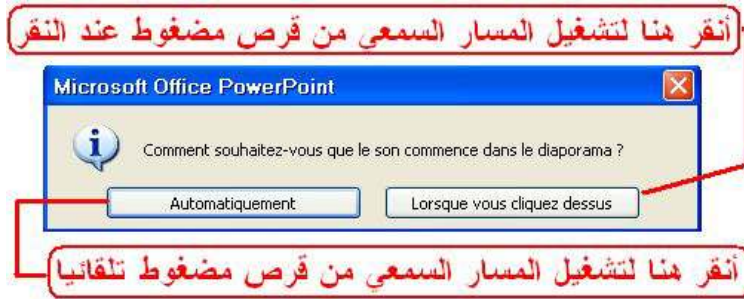 أنقر هنا لتشغيل المسار السمعي من قرص مضغوط عند النقر
Microsoft Office PowerPoint
Comment souhaitez-vous que le son commence dans le diaporama ?
Automatiquement
Lorsque vous cliquez dessus
أنقر هنا لتشغيل المسار السمعي من قرص مضغوط تلقائيا